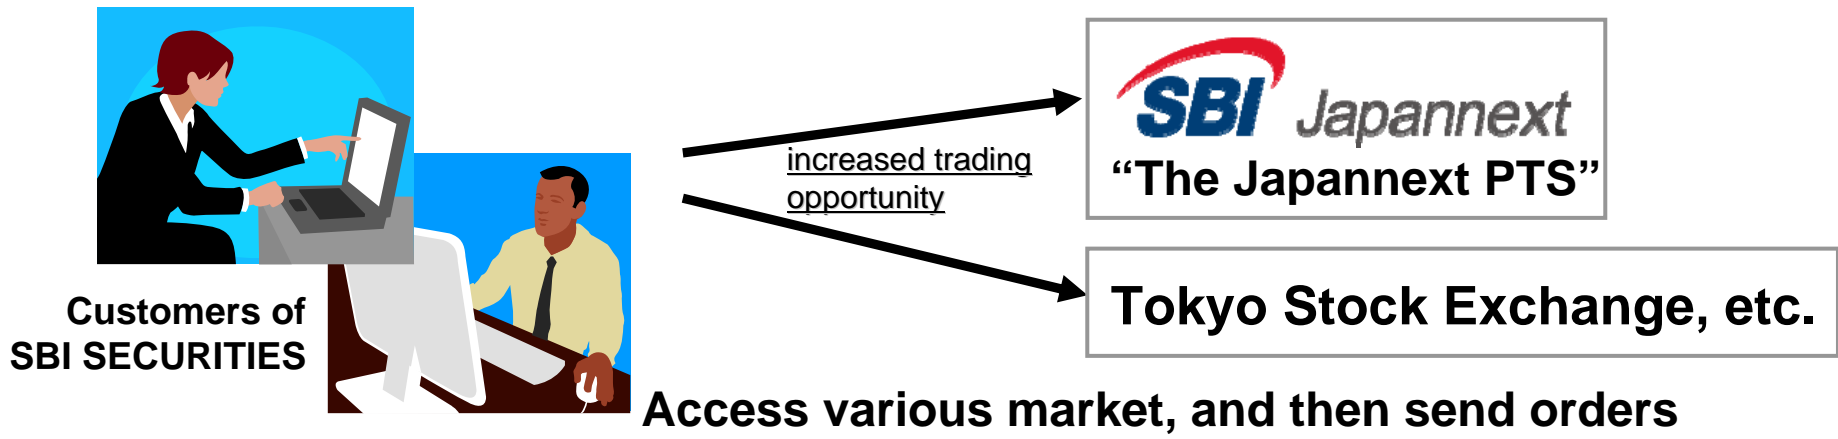 SBI Japannext
“The Japannext PTS”
increased trading
opportunity
Tokyo Stock Exchange, etc.
Customers of
SBI SECURITIES
Access various market, and then send orders